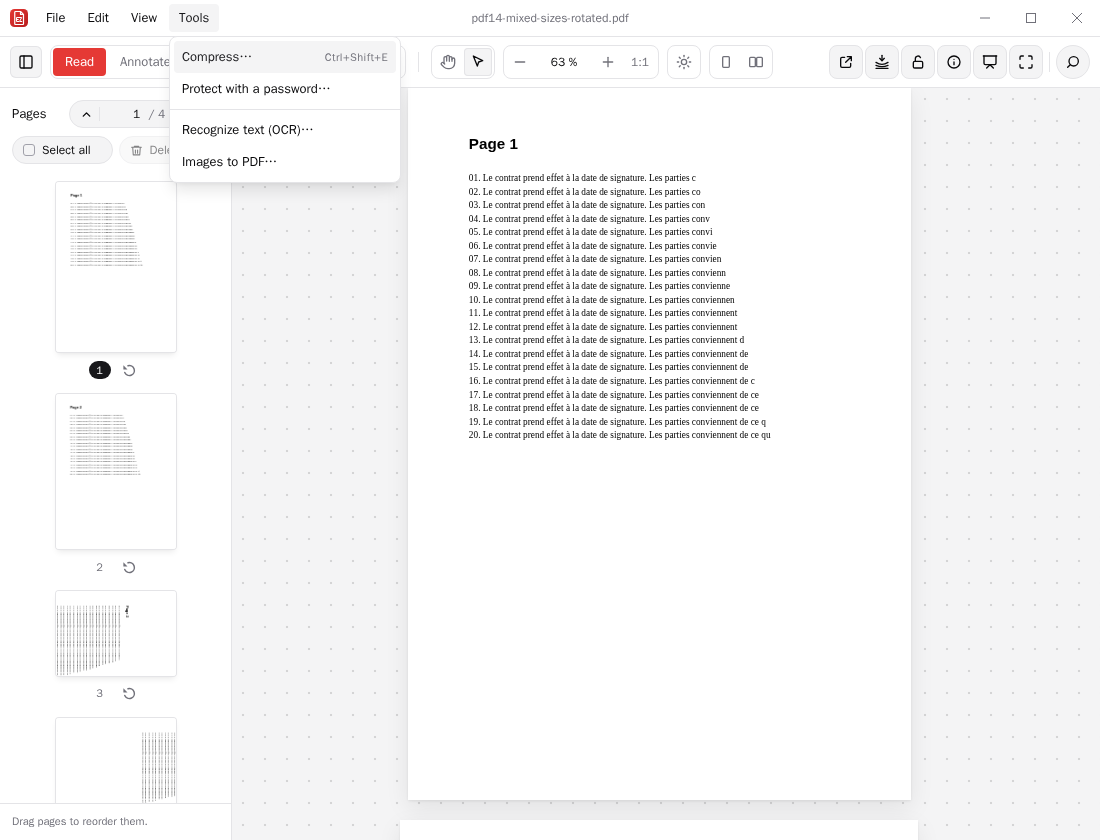 File Edit View Tools pdf14-mixed-sizes-rotated.pdf
Read Annotate 63 % 1:1
Compress… Ctrl+Shift+E
Protect with a password…
Recognize text (OCR)…
Images to PDF…
Pages 1 / 4
Select all
Page 1
1
Page 2
2
3
Drag pages to reorder them.
Page 1
01. Le contrat prend effet à la date de signature. Les parties c
02. Le contrat prend effet à la date de signature. Les parties co
03. Le contrat prend effet à la date de signature. Les parties con
04. Le contrat prend effet à la date de signature. Les parties conv
05. Le contrat prend effet à la date de signature. Les parties convi
06. Le contrat prend effet à la date de signature. Les parties convie
07. Le contrat prend effet à la date de signature. Les parties convien
08. Le contrat prend effet à la date de signature. Les parties convienn
09. Le contrat prend effet à la date de signature. Les parties convienne
10. Le contrat prend effet à la date de signature. Les parties conviennen
11. Le contrat prend effet à la date de signature. Les parties conviennent
12. Le contrat prend effet à la date de signature. Les parties conviennent
13. Le contrat prend effet à la date de signature. Les parties conviennent d
14. Le contrat prend effet à la date de signature. Les parties conviennent de
15. Le contrat prend effet à la date de signature. Les parties conviennent de
16. Le contrat prend effet à la date de signature. Les parties conviennent de c
17. Le contrat prend effet à la date de signature. Les parties conviennent de ce
18. Le contrat prend effet à la date de signature. Les parties conviennent de ce
19. Le contrat prend effet à la date de signature. Les parties conviennent de ce q
20. Le contrat prend effet à la date de signature. Les parties conviennent de ce qu